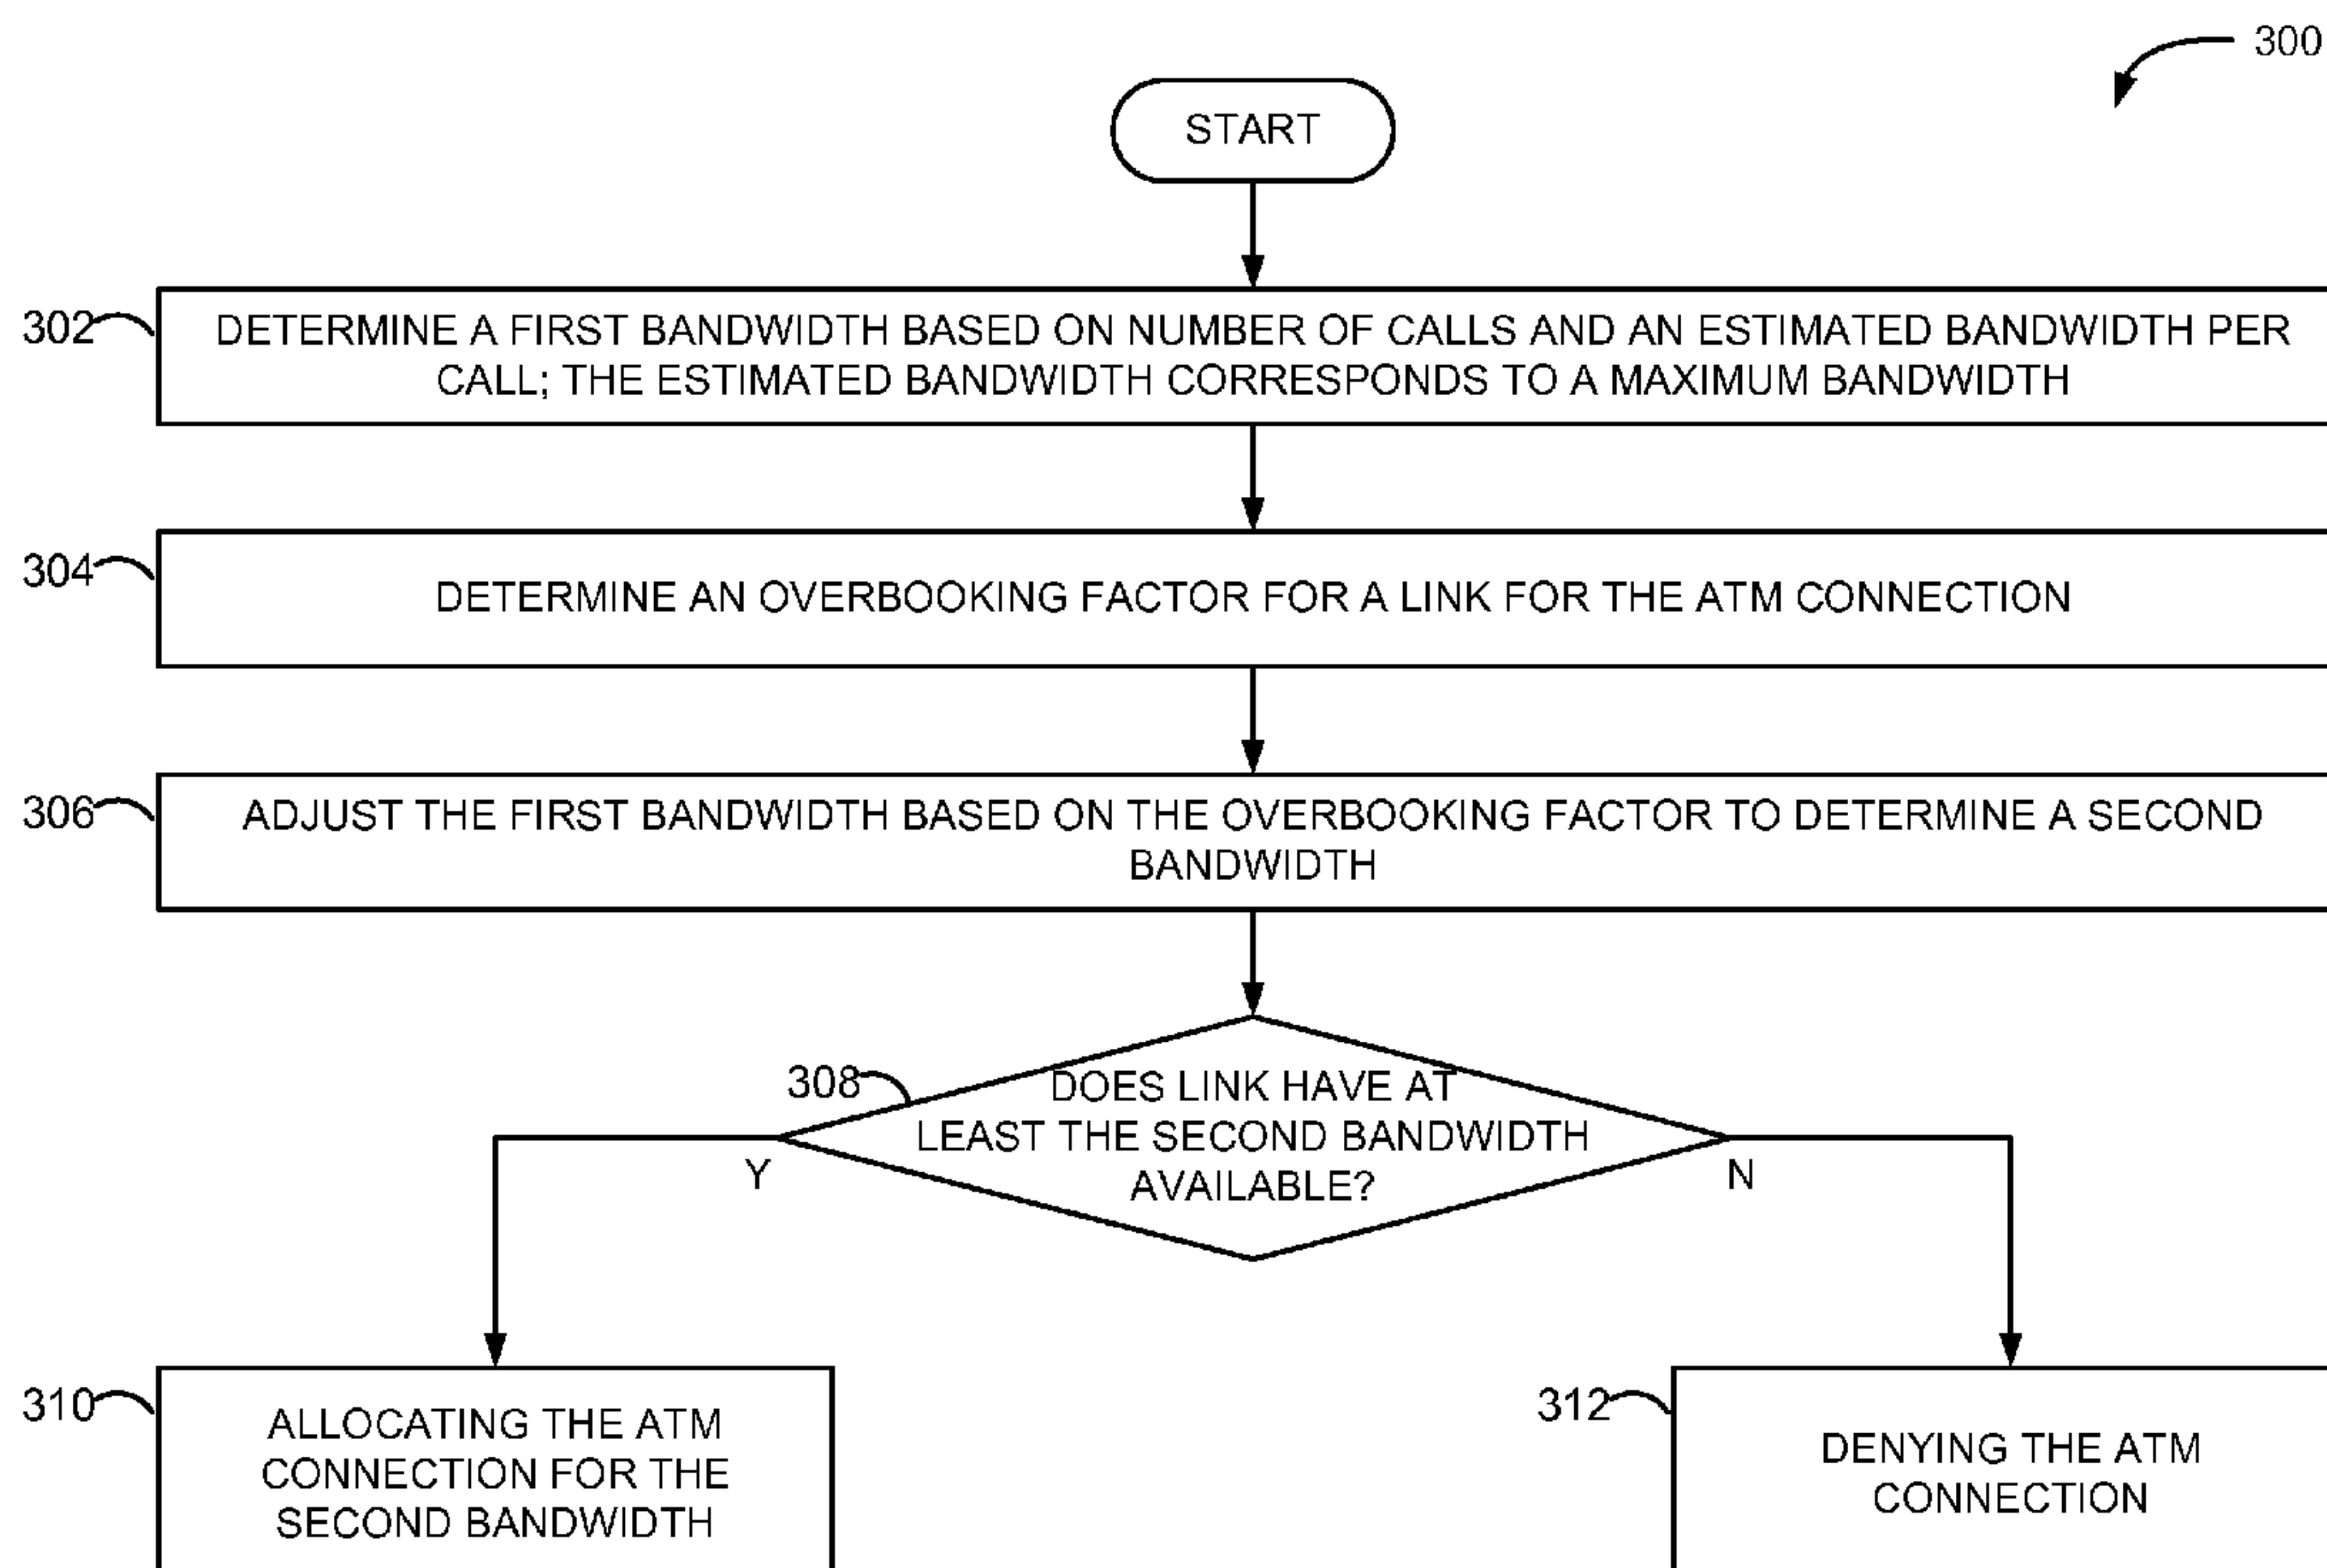 300
START
302
DETERMINE A FIRST BANDWIDTH BASED ON NUMBER OF CALLS AND AN ESTIMATED BANDWIDTH PER
CALL; THE ESTIMATED BANDWIDTH CORRESPONDS TO A MAXIMUM BANDWIDTH
304
DETERMINE AN OVERBOOKING FACTOR FOR A LINK FOR THE ATM CONNECTION
306
ADJUST THE FIRST BANDWIDTH BASED ON THE OVERBOOKING FACTOR TO DETERMINE A SECOND
BANDWIDTH
308
DOES LINK HAVE AT
LEAST THE SECOND BANDWIDTH
AVAILABLE?
Y
N
310
ALLOCATING THE ATM
CONNECTION FOR THE
SECOND BANDWIDTH
312
DENYING THE ATM
CONNECTION